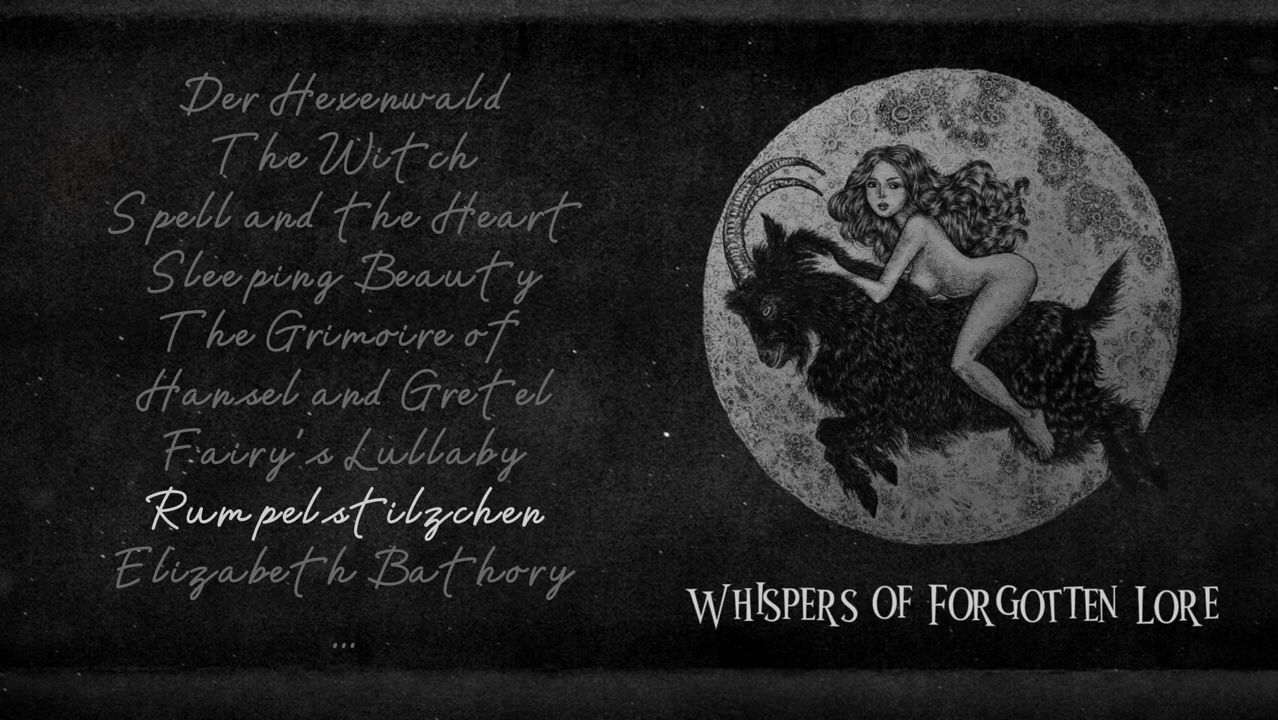 Der Hexenwald
The Witch
Spell and the Heart
Sleeping Beauty
The Grimoire of
Hansel and Gretel
Fairy's Lullaby
Rumpelstilzchen
Elizabeth Bathory
...
Whispers of Forgotten Lore